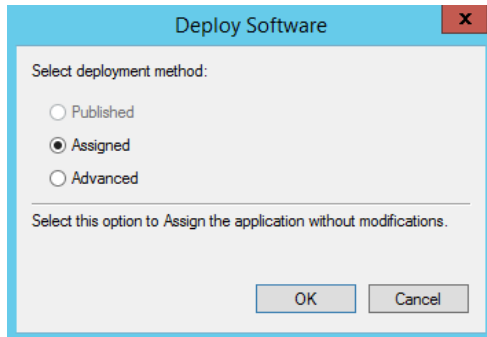 Deploy Software
x
Select deployment method:
Published
Assigned
Advanced
Select this option to Assign the application without modifications.
OK
Cancel